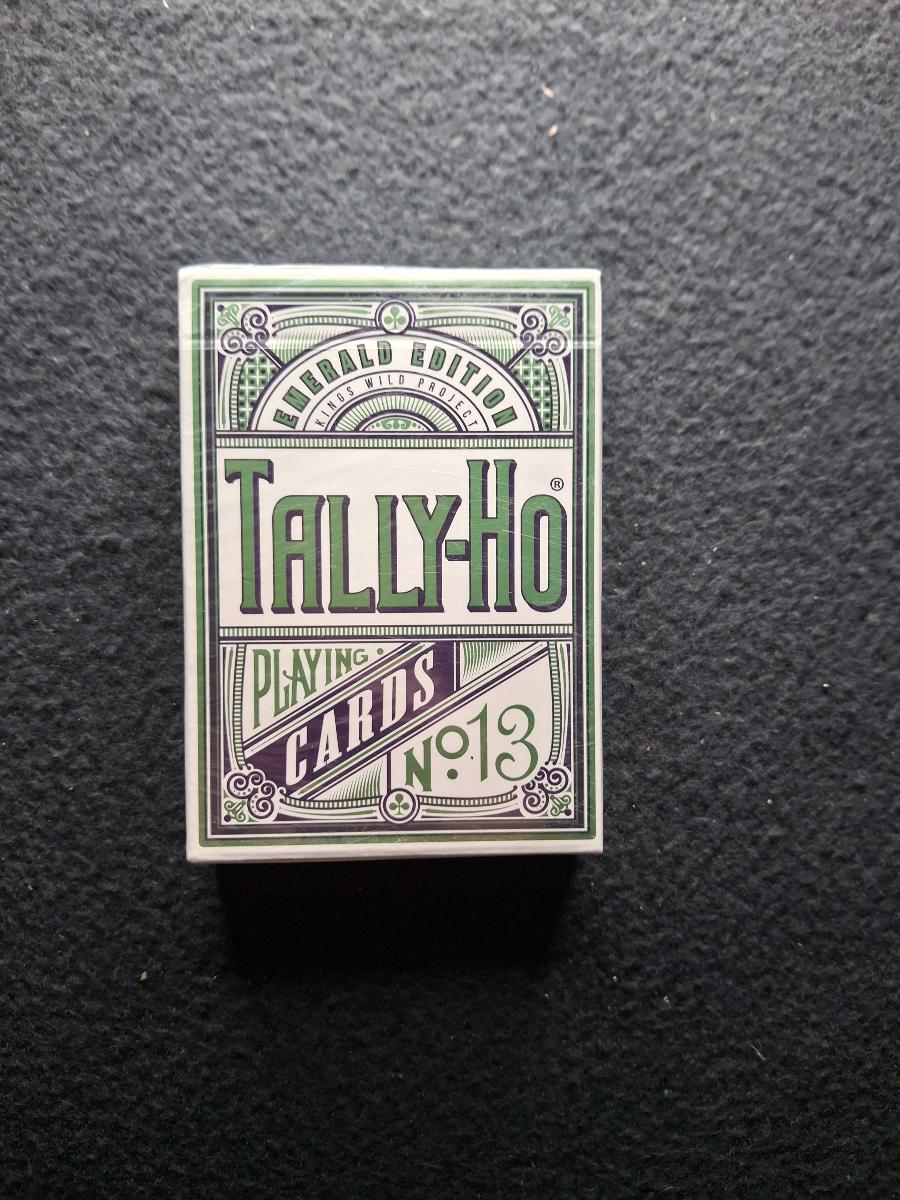 EMERALD EDITION
KINGS WILD PROJECT
TALLY-HO®
PLAYING
CARDS
No. 13